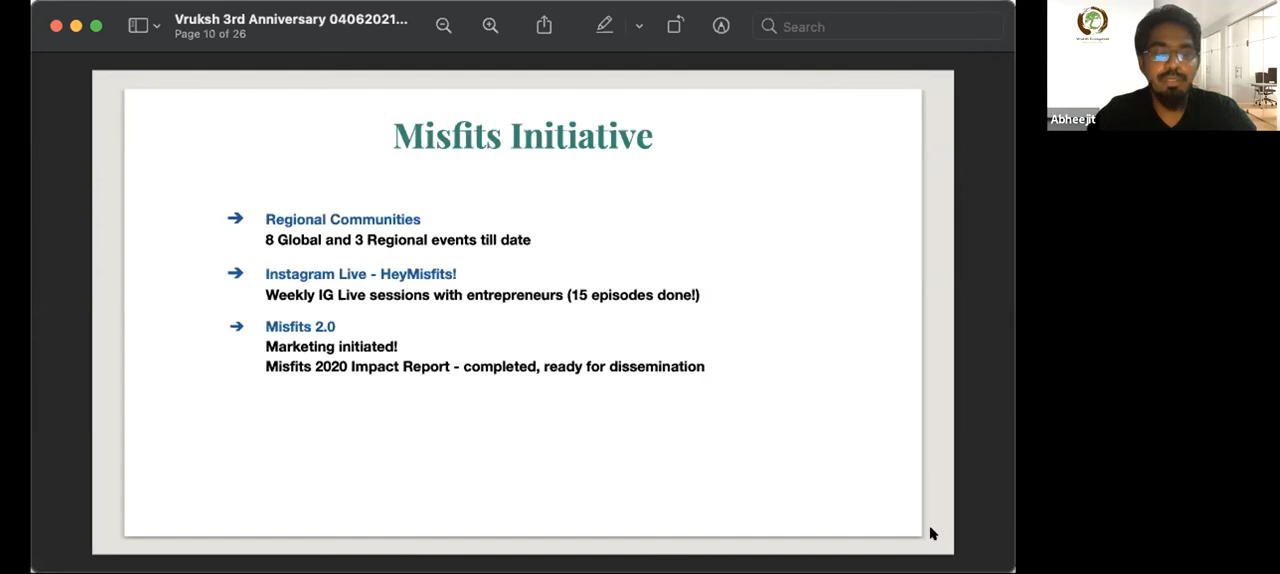 Vruksh 3rd Anniversary 04062021...
Page 10 of 26
Search
Misfits Initiative
➔ Regional Communities
8 Global and 3 Regional events till date
➔ Instagram Live - HeyMisfits!
Weekly IG Live sessions with entrepreneurs (15 episodes done!)
➔ Misfits 2.0
Marketing initiated!
Misfits 2020 Impact Report - completed, ready for dissemination
Abheejit